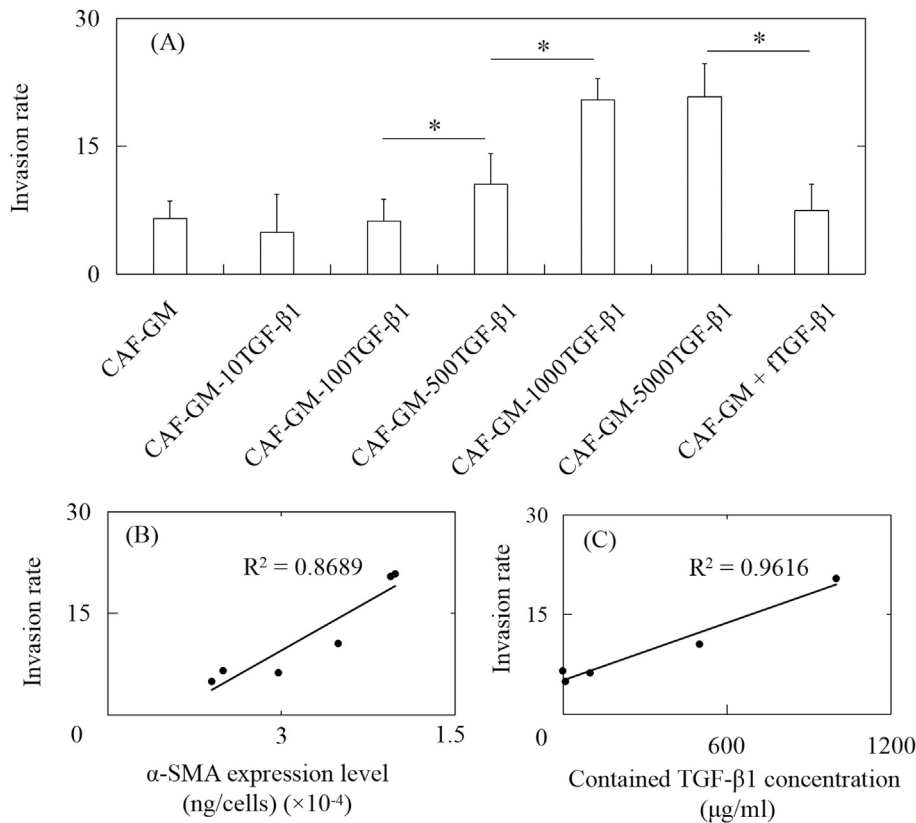 (A)
30
15
0
Invasion rate
*
*
*
CAF-GM
CAF-GM-10TGF-β1
CAF-GM-100TGF-β1
CAF-GM-500TGF-β1
CAF-GM-1000TGF-β1
CAF-GM-5000TGF-β1
CAF-GM + fTGF-β1
(B)
30
15
0
Invasion rate
R² = 0.8689
3
1.5
α-SMA expression level
(ng/cells) (×10⁻⁴)
(C)
30
15
0
Invasion rate
R² = 0.9616
600
1200
Contained TGF-β1 concentration
(μg/ml)